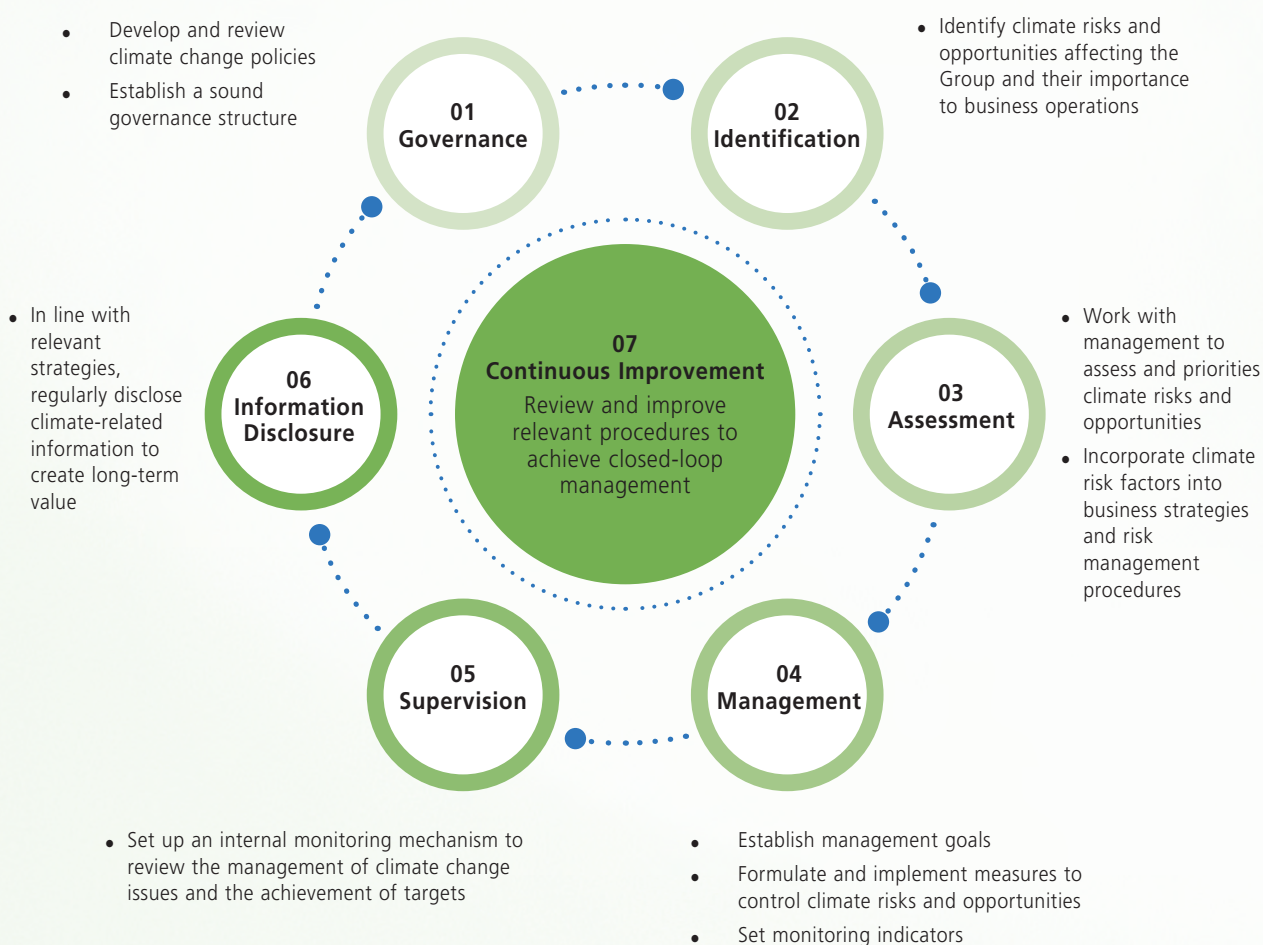 • Develop and review
climate change policies
• Establish a sound
governance structure
01
Governance
02
Identification
• Identify climate risks and
opportunities affecting the
Group and their importance
to business operations
03
Assessment
• Work with
management to
assess and priorities
climate risks and
opportunities
• Incorporate climate
risk factors into
business strategies
and risk
management
procedures
04
Management
• Establish management goals
• Formulate and implement measures to
control climate risks and opportunities
• Set monitoring indicators
05
Supervision
• Set up an internal monitoring mechanism to
review the management of climate change
issues and the achievement of targets
06
Information
Disclosure
• In line with
relevant
strategies,
regularly disclose
climate-related
information to
create long-term
value
07
Continuous Improvement
Review and improve
relevant procedures to
achieve closed-loop
management